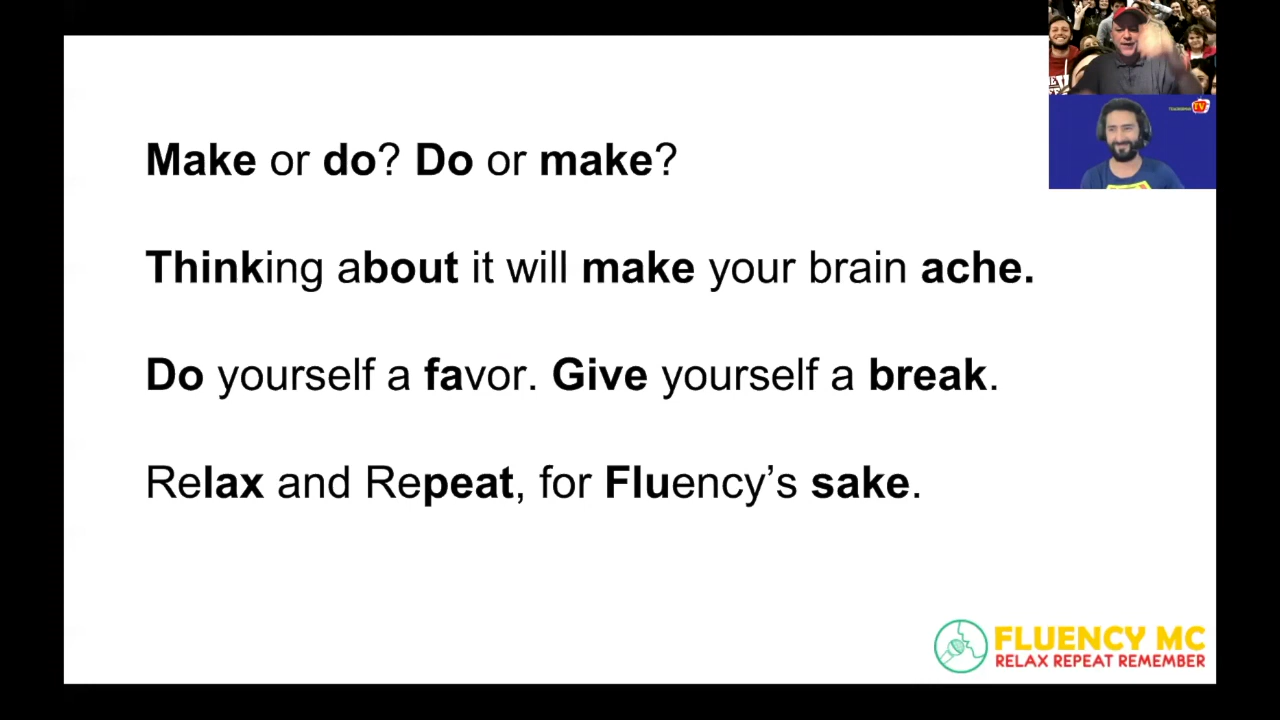 Make or do? Do or make?
Thinking about it will make your brain ache.
Do yourself a favor. Give yourself a break.
Relax and Repeat, for Fluency’s sake.
FLUENCY MC
RELAX REPEAT REMEMBER
TV